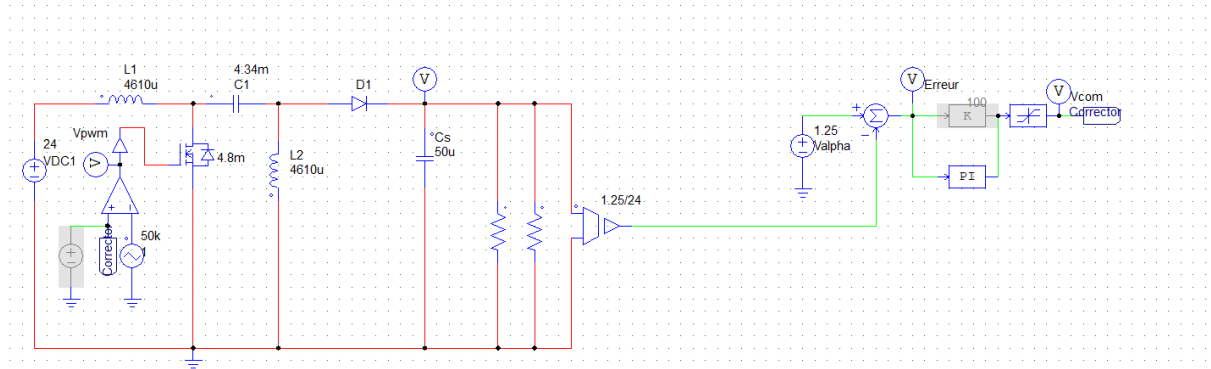 L1
4610u
4.34m
C1
D1
V
V
Erreur
V
Vcom
Corrector
100
K
PI
1.25
Valpha
+
−
Σ
Vpwm
V
24
VDC1
4.8m
L2
4610u
Cs
50u
1.25/24
50k
1
Corrector